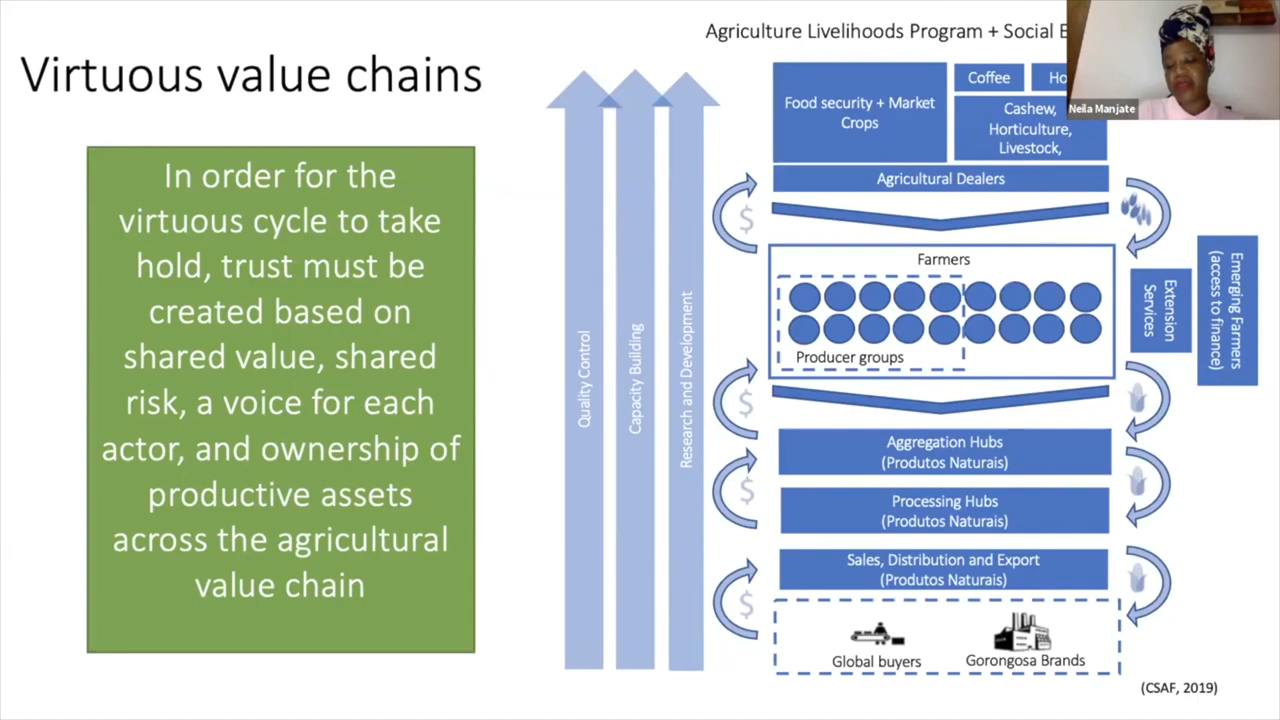 Virtuous value chains
In order for the
virtuous cycle to take
hold, trust must be
created based on
shared value, shared
risk, a voice for each
actor, and ownership of
productive assets
across the agricultural
value chain
Agriculture Livelihoods Program + Social
Quality Control
Capacity Building
Research and Development
Food security + Market
Crops
Coffee
Cashew,
Horticulture,
Livestock,
Neila Manjate
Agricultural Dealers
$
Farmers
Producer groups
Extension
Services
Emerging Farmers
(access to finance)
$
Aggregation Hubs
(Produtos Naturais)
$
Processing Hubs
(Produtos Naturais)
Sales, Distribution and Export
(Produtos Naturais)
$
Global buyers
Gorongosa Brands
(CSAF, 2019)